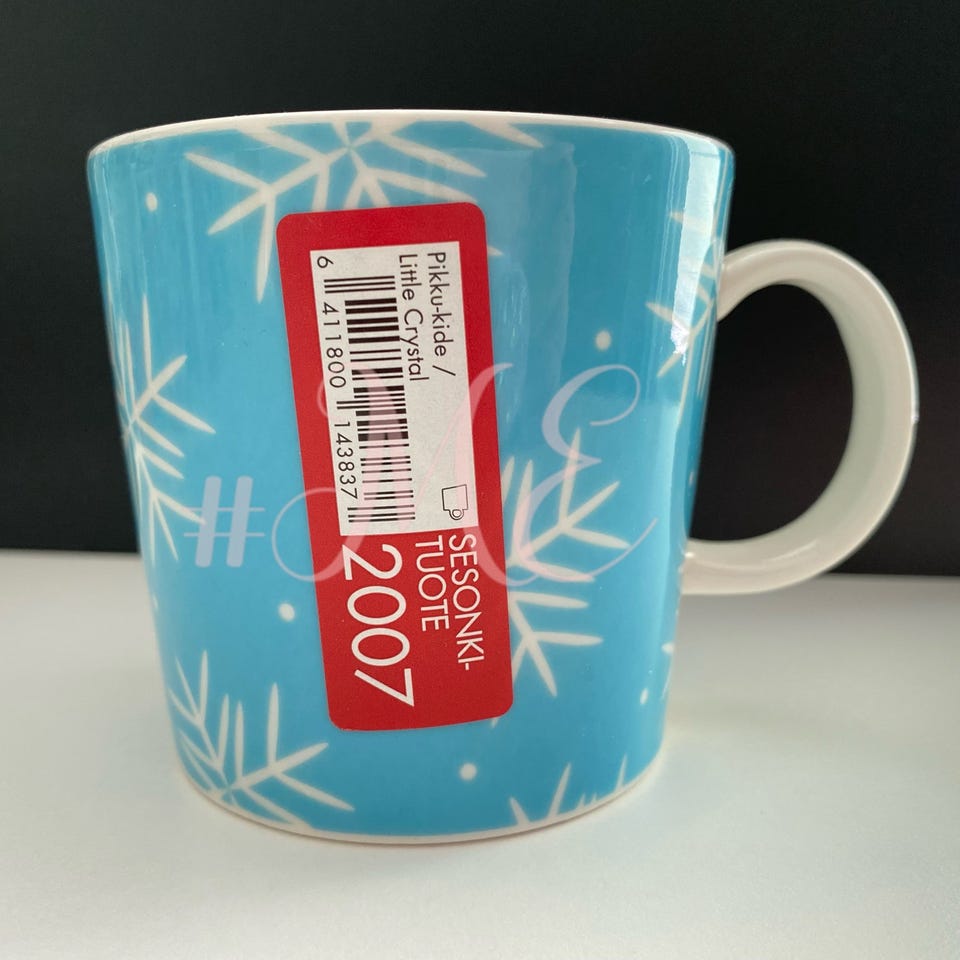 Pikku-kide /
Little Crystal
6 411800 143837
SESONKI-
TUOTE
2007
#ME